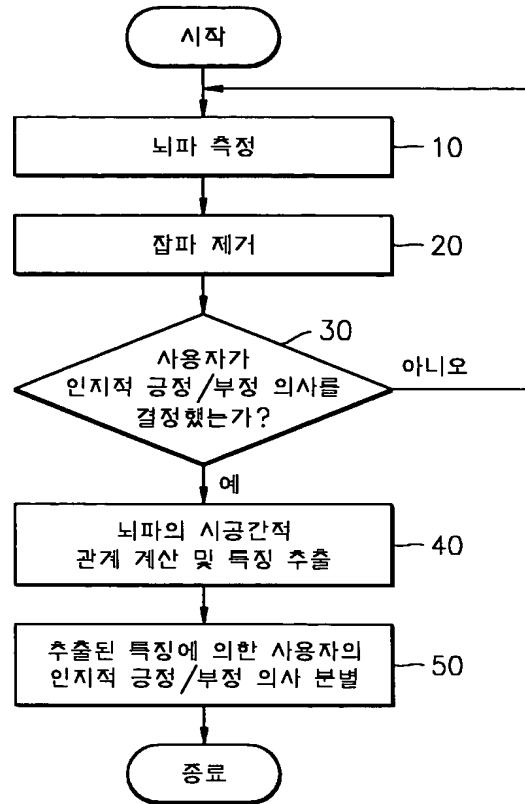 시작
뇌파 측정
10
잡파 제거
20
30
사용자가
인지적 긍정/부정 의사를
결정했는가?
아니오
예
뇌파의 시공간적
관계 계산 및 특징 추출
40
추출된 특징에 의한 사용자의
인지적 긍정/부정 의사 분별
50
종료